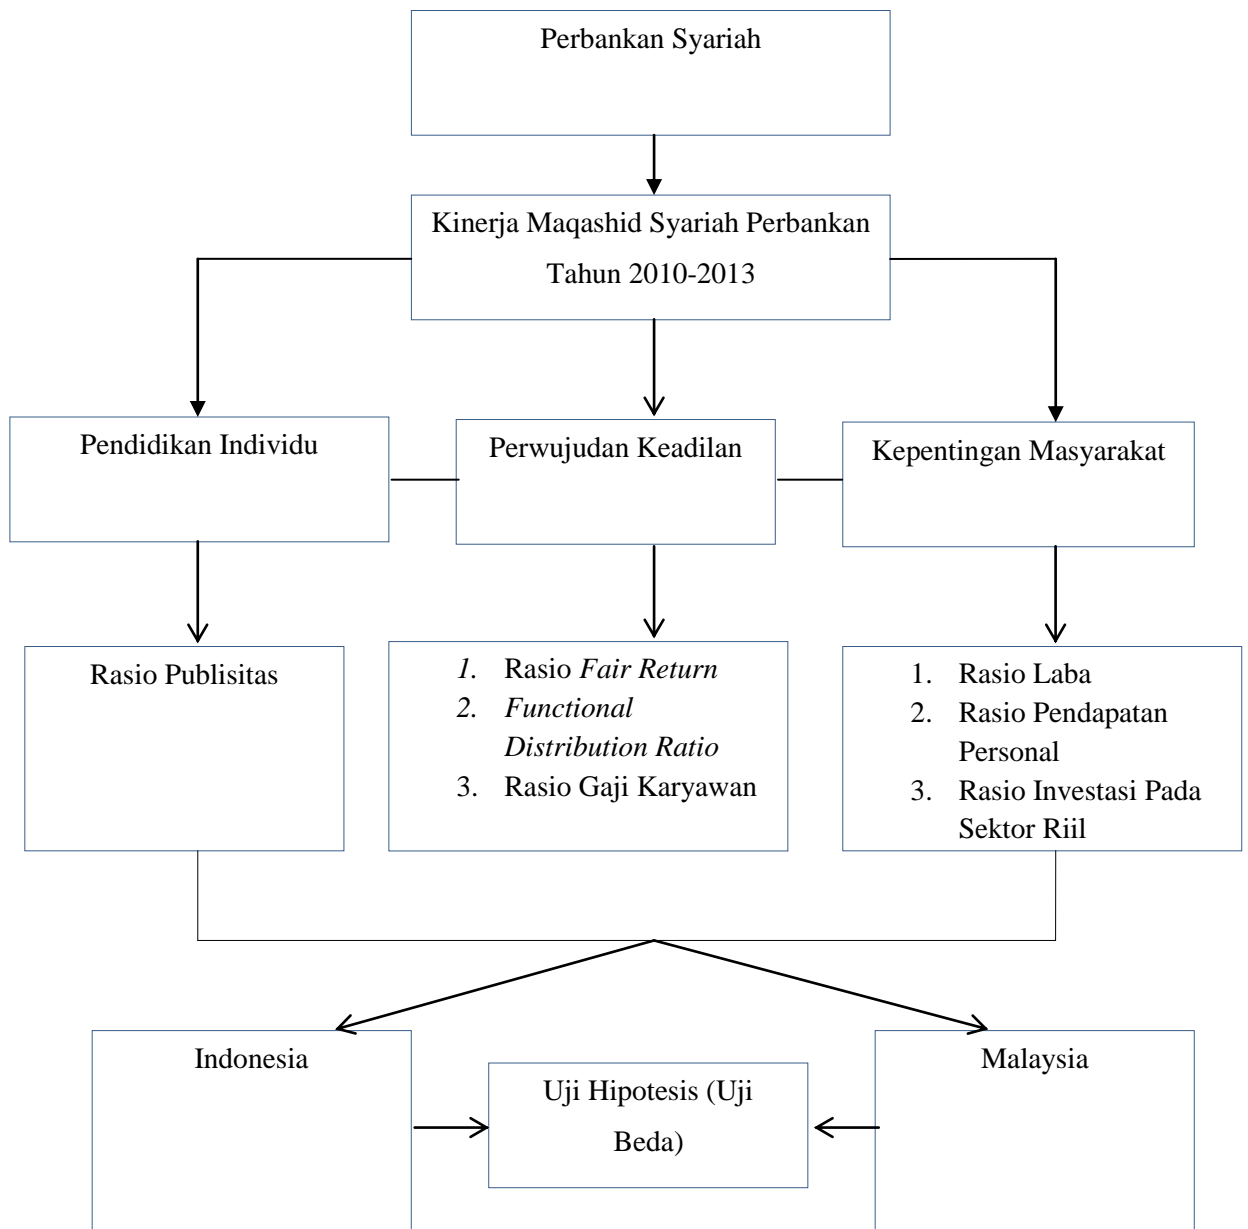 Perbankan Syariah
Kinerja Maqashid Syariah Perbankan
Tahun 2010-2013
Pendidikan Individu
Perwujudan Keadilan
Kepentingan Masyarakat
Rasio Publisitas
1. Rasio Fair Return
2. Functional
Distribution Ratio
3. Rasio Gaji Karyawan
1. Rasio Laba
2. Rasio Pendapatan
Personal
3. Rasio Investasi Pada
Sektor Riil
Indonesia
Uji Hipotesis (Uji
Beda)
Malaysia